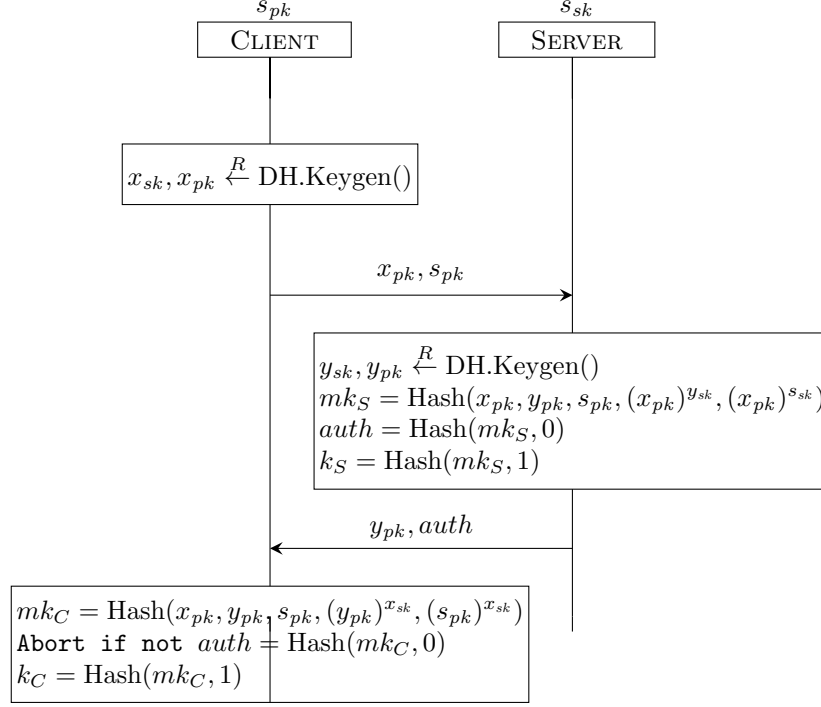 s_{pk} s_{sk}
CLIENT SERVER
x_{sk}, x_{pk} \xleftarrow{R} DH.Keygen()
x_{pk}, s_{pk}
y_{sk}, y_{pk} \xleftarrow{R} DH.Keygen()
mk_S = Hash(x_{pk}, y_{pk}, s_{pk}, (x_{pk})^{y_{sk}}, (x_{pk})^{s_{sk}})
auth = Hash(mk_S, 0)
k_S = Hash(mk_S, 1)
y_{pk}, auth
mk_C = Hash(x_{pk}, y_{pk}, s_{pk}, (y_{pk})^{x_{sk}}, (s_{pk})^{x_{sk}})
Abort if not auth = Hash(mk_C, 0)
k_C = Hash(mk_C, 1)